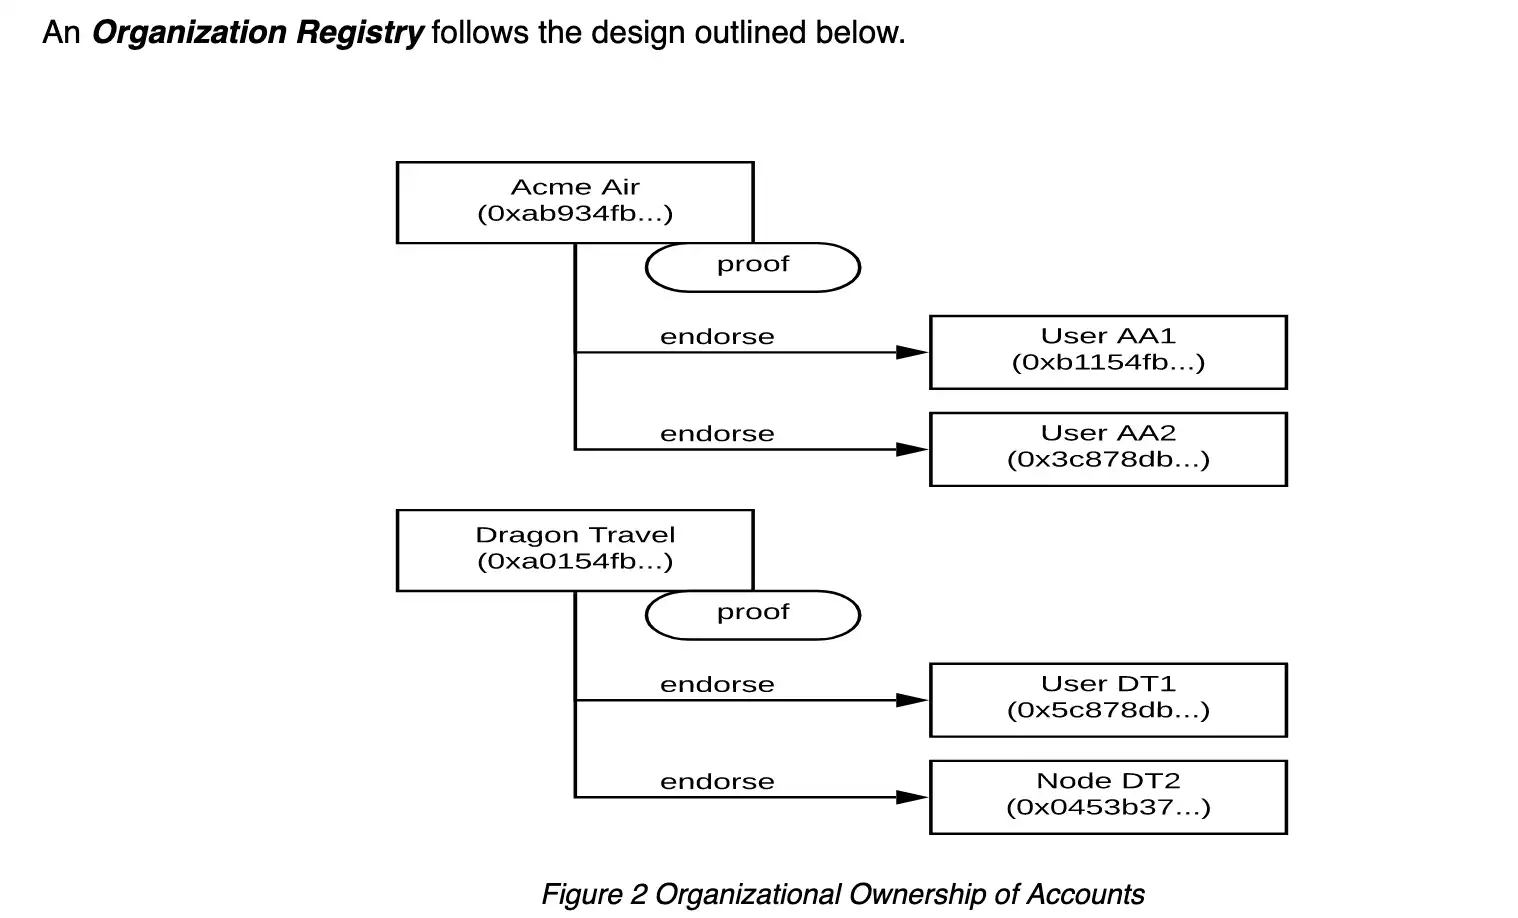 An Organization Registry follows the design outlined below.
Acme Air
(0xab934fb...)
proof
endorse
User AA1
(0xb1154fb...)
endorse
User AA2
(0x3c878db...)
Dragon Travel
(0xa0154fb...)
proof
endorse
User DT1
(0x5c878db...)
endorse
Node DT2
(0x0453b37...)
Figure 2 Organizational Ownership of Accounts